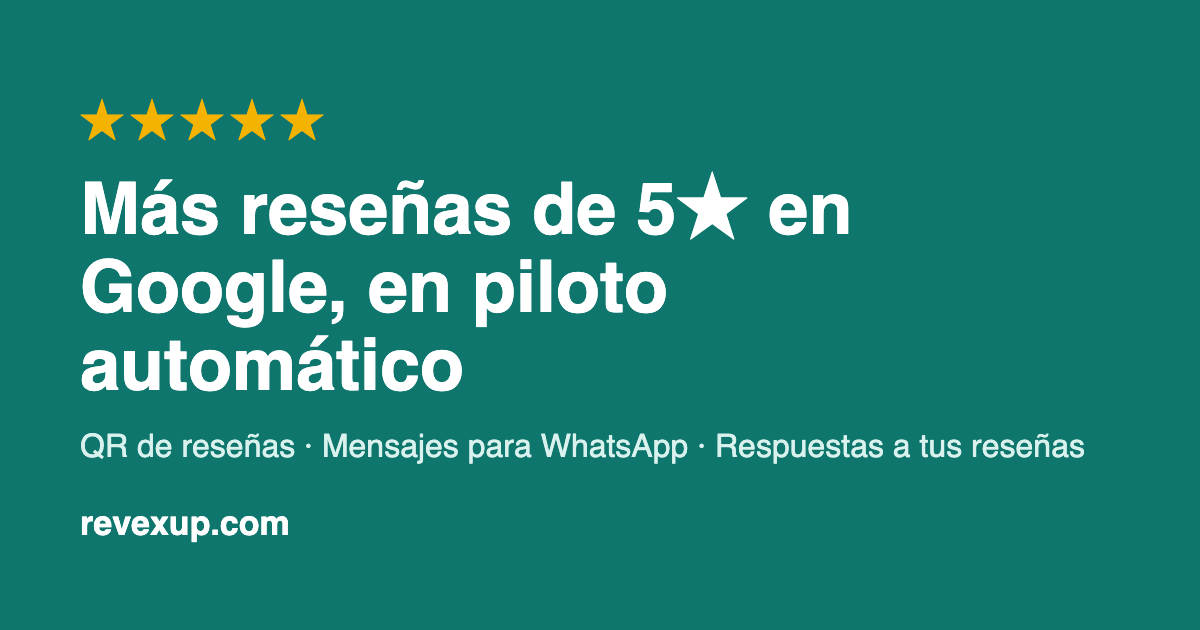 ★★★★★
Más reseñas de 5★ en
Google, en piloto
automático
QR de reseñas · Mensajes para WhatsApp · Respuestas a tus reseñas
revexup.com